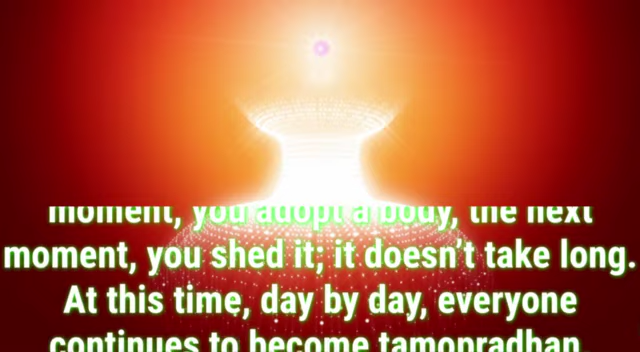 moment, you adopt a body, the next
moment, you shed it; it doesn't take long.
At this time, day by day, everyone
continues to become tamopradhan